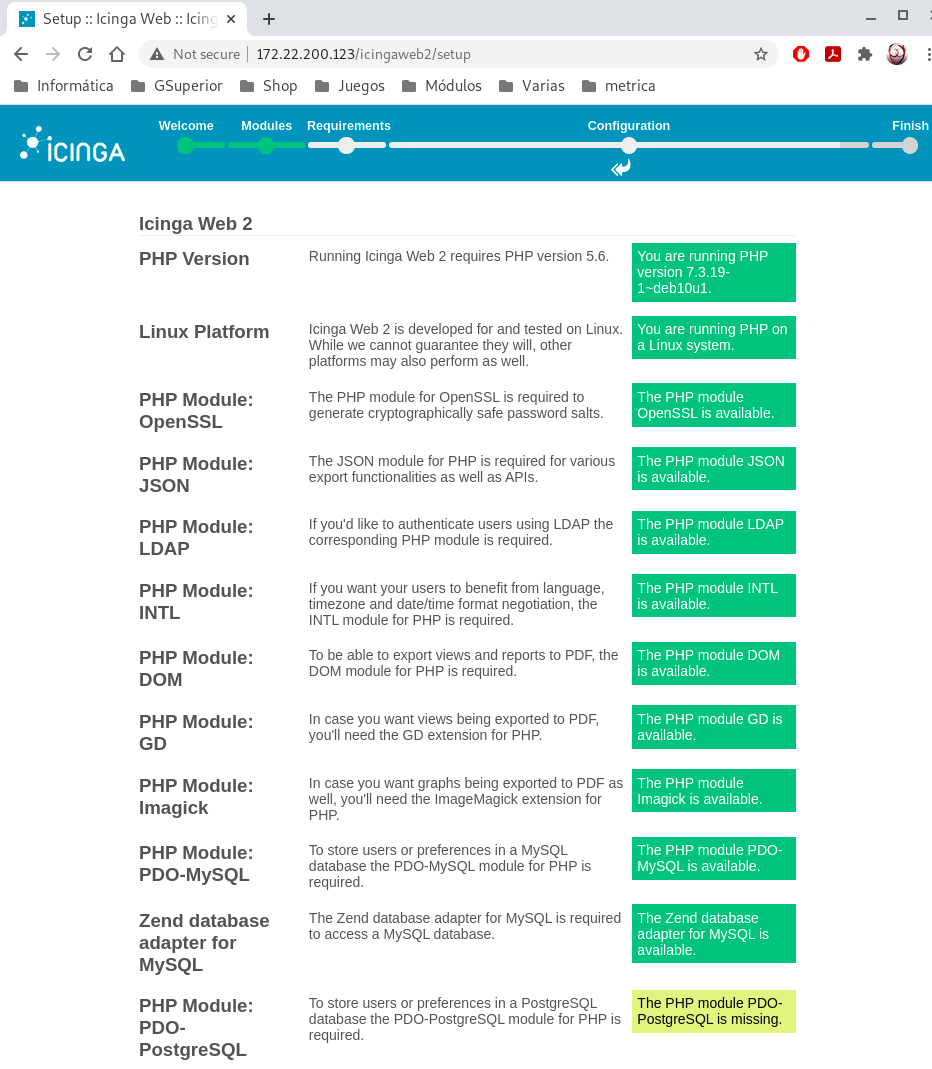 Setup :: Icinga Web :: Icing
Not secure
172.22.200.123/icingaweb2/setup
Informática
GSuperior
Shop
Juegos
Módulos
Varias
metrica
ICINGA
Welcome
Modules
Requirements
Configuration
Finish
Icinga Web 2
PHP Version
Running Icinga Web 2 requires PHP version 5.6.
You are running PHP
version 7.3.19-
1~deb10u1.
Linux Platform
Icinga Web 2 is developed for and tested on Linux.
While we cannot guarantee they will, other
platforms may also perform as well.
You are running PHP on
a Linux system.
PHP Module:
OpenSSL
The PHP module for OpenSSL is required to
generate cryptographically safe password salts.
The PHP module
OpenSSL is available.
PHP Module:
JSON
The JSON module for PHP is required for various
export functionalities as well as APIs.
The PHP module JSON
is available.
PHP Module:
LDAP
If you'd like to authenticate users using LDAP the
corresponding PHP module is required.
The PHP module LDAP
is available.
PHP Module:
INTL
If you want your users to benefit from language,
timezone and date/time format negotiation, the
INTL module for PHP is required.
The PHP module INTL
is available.
PHP Module:
DOM
To be able to export views and reports to PDF, the
DOM module for PHP is required.
The PHP module DOM
is available.
PHP Module:
GD
In case you want views being exported to PDF,
you'll need the GD extension for PHP.
The PHP module GD is
available.
PHP Module:
Imagick
In case you want graphs being exported to PDF as
well, you'll need the ImageMagick extension for
PHP.
The PHP module
Imagick is available.
PHP Module:
PDO-MySQL
To store users or preferences in a MySQL
database the PDO-MySQL module for PHP is
required.
The PHP module PDO-
MySQL is available.
Zend database
adapter for
MySQL
The Zend database adapter for MySQL is required
to access a MySQL database.
The Zend database
adapter for MySQL is
available.
PHP Module:
PDO-
PostgreSQL
To store users or preferences in a PostgreSQL
database the PDO-PostgreSQL module for PHP is
required.
The PHP module PDO-
PostgreSQL is missing.